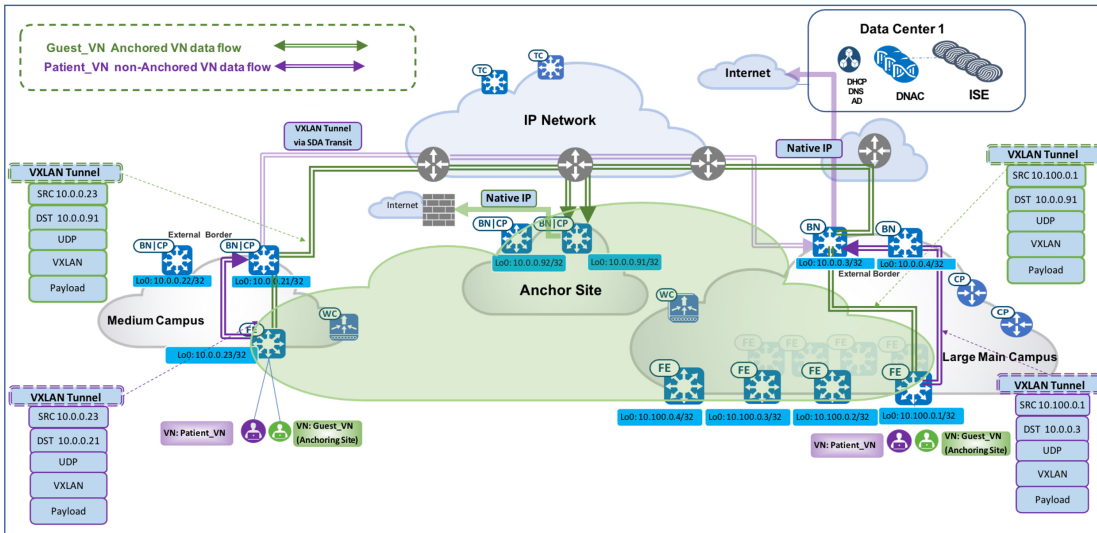 Guest_VN Anchored VN data flow
Patient_VN non-Anchored VN data flow
TC
TC
IP Network
Internet
Data Center 1
DHCP
DNS
AD
DNAC
ISE
VXLAN Tunnel
via SDA Transit
Native IP
Native IP
Internet
VXLAN Tunnel
SRC 10.0.0.23
DST 10.0.0.91
UDP
VXLAN
Payload
External Border
BN|CP
BN|CP
Lo0: 10.0.0.22/32
Lo0: 10.0.0.21/32
Medium Campus
FE
WC
Lo0: 10.0.0.23/32
BN|CP
BN|CP
Lo0: 10.0.0.92/32
Lo0: 10.0.0.91/32
Anchor Site
BN
BN
Lo0: 10.0.0.3/32
Lo0: 10.0.0.4/32
External Border
CP
CP
WC
Large Main Campus
FE
FE
FE
FE
FE
FE
FE
FE
Lo0: 10.100.0.4/32
Lo0: 10.100.0.3/32
Lo0: 10.100.0.2/32
Lo0: 10.100.0.1/32
VXLAN Tunnel
SRC 10.100.0.1
DST 10.0.0.91
UDP
VXLAN
Payload
VXLAN Tunnel
SRC 10.0.0.23
DST 10.0.0.21
UDP
VXLAN
Payload
VN: Patient_VN
VN: Guest_VN
(Anchoring Site)
VN: Patient_VN
VN: Guest_VN
(Anchoring Site)
VXLAN Tunnel
SRC 10.100.0.1
DST 10.0.0.3
UDP
VXLAN
Payload